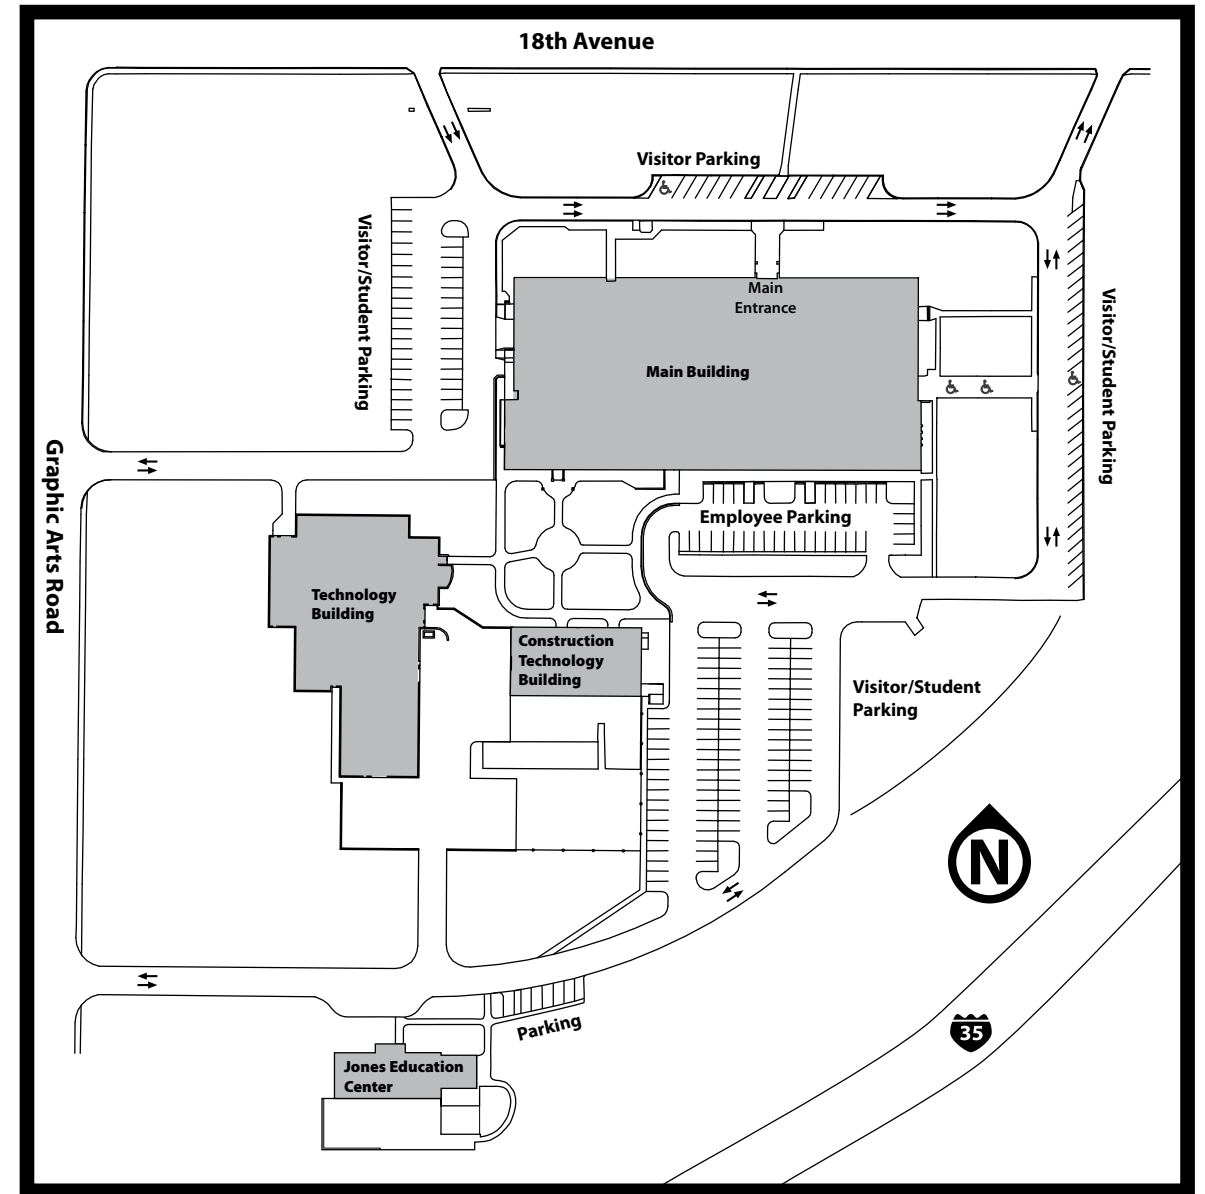 18th Avenue
Visitor Parking
Visitor/Student Parking
Main
Entrance
Main Building
Visitor/Student Parking
Graphic Arts Road
Employee Parking
Technology
Building
Construction
Technology
Building
Visitor/Student
Parking
N
35
Parking
Jones Education
Center